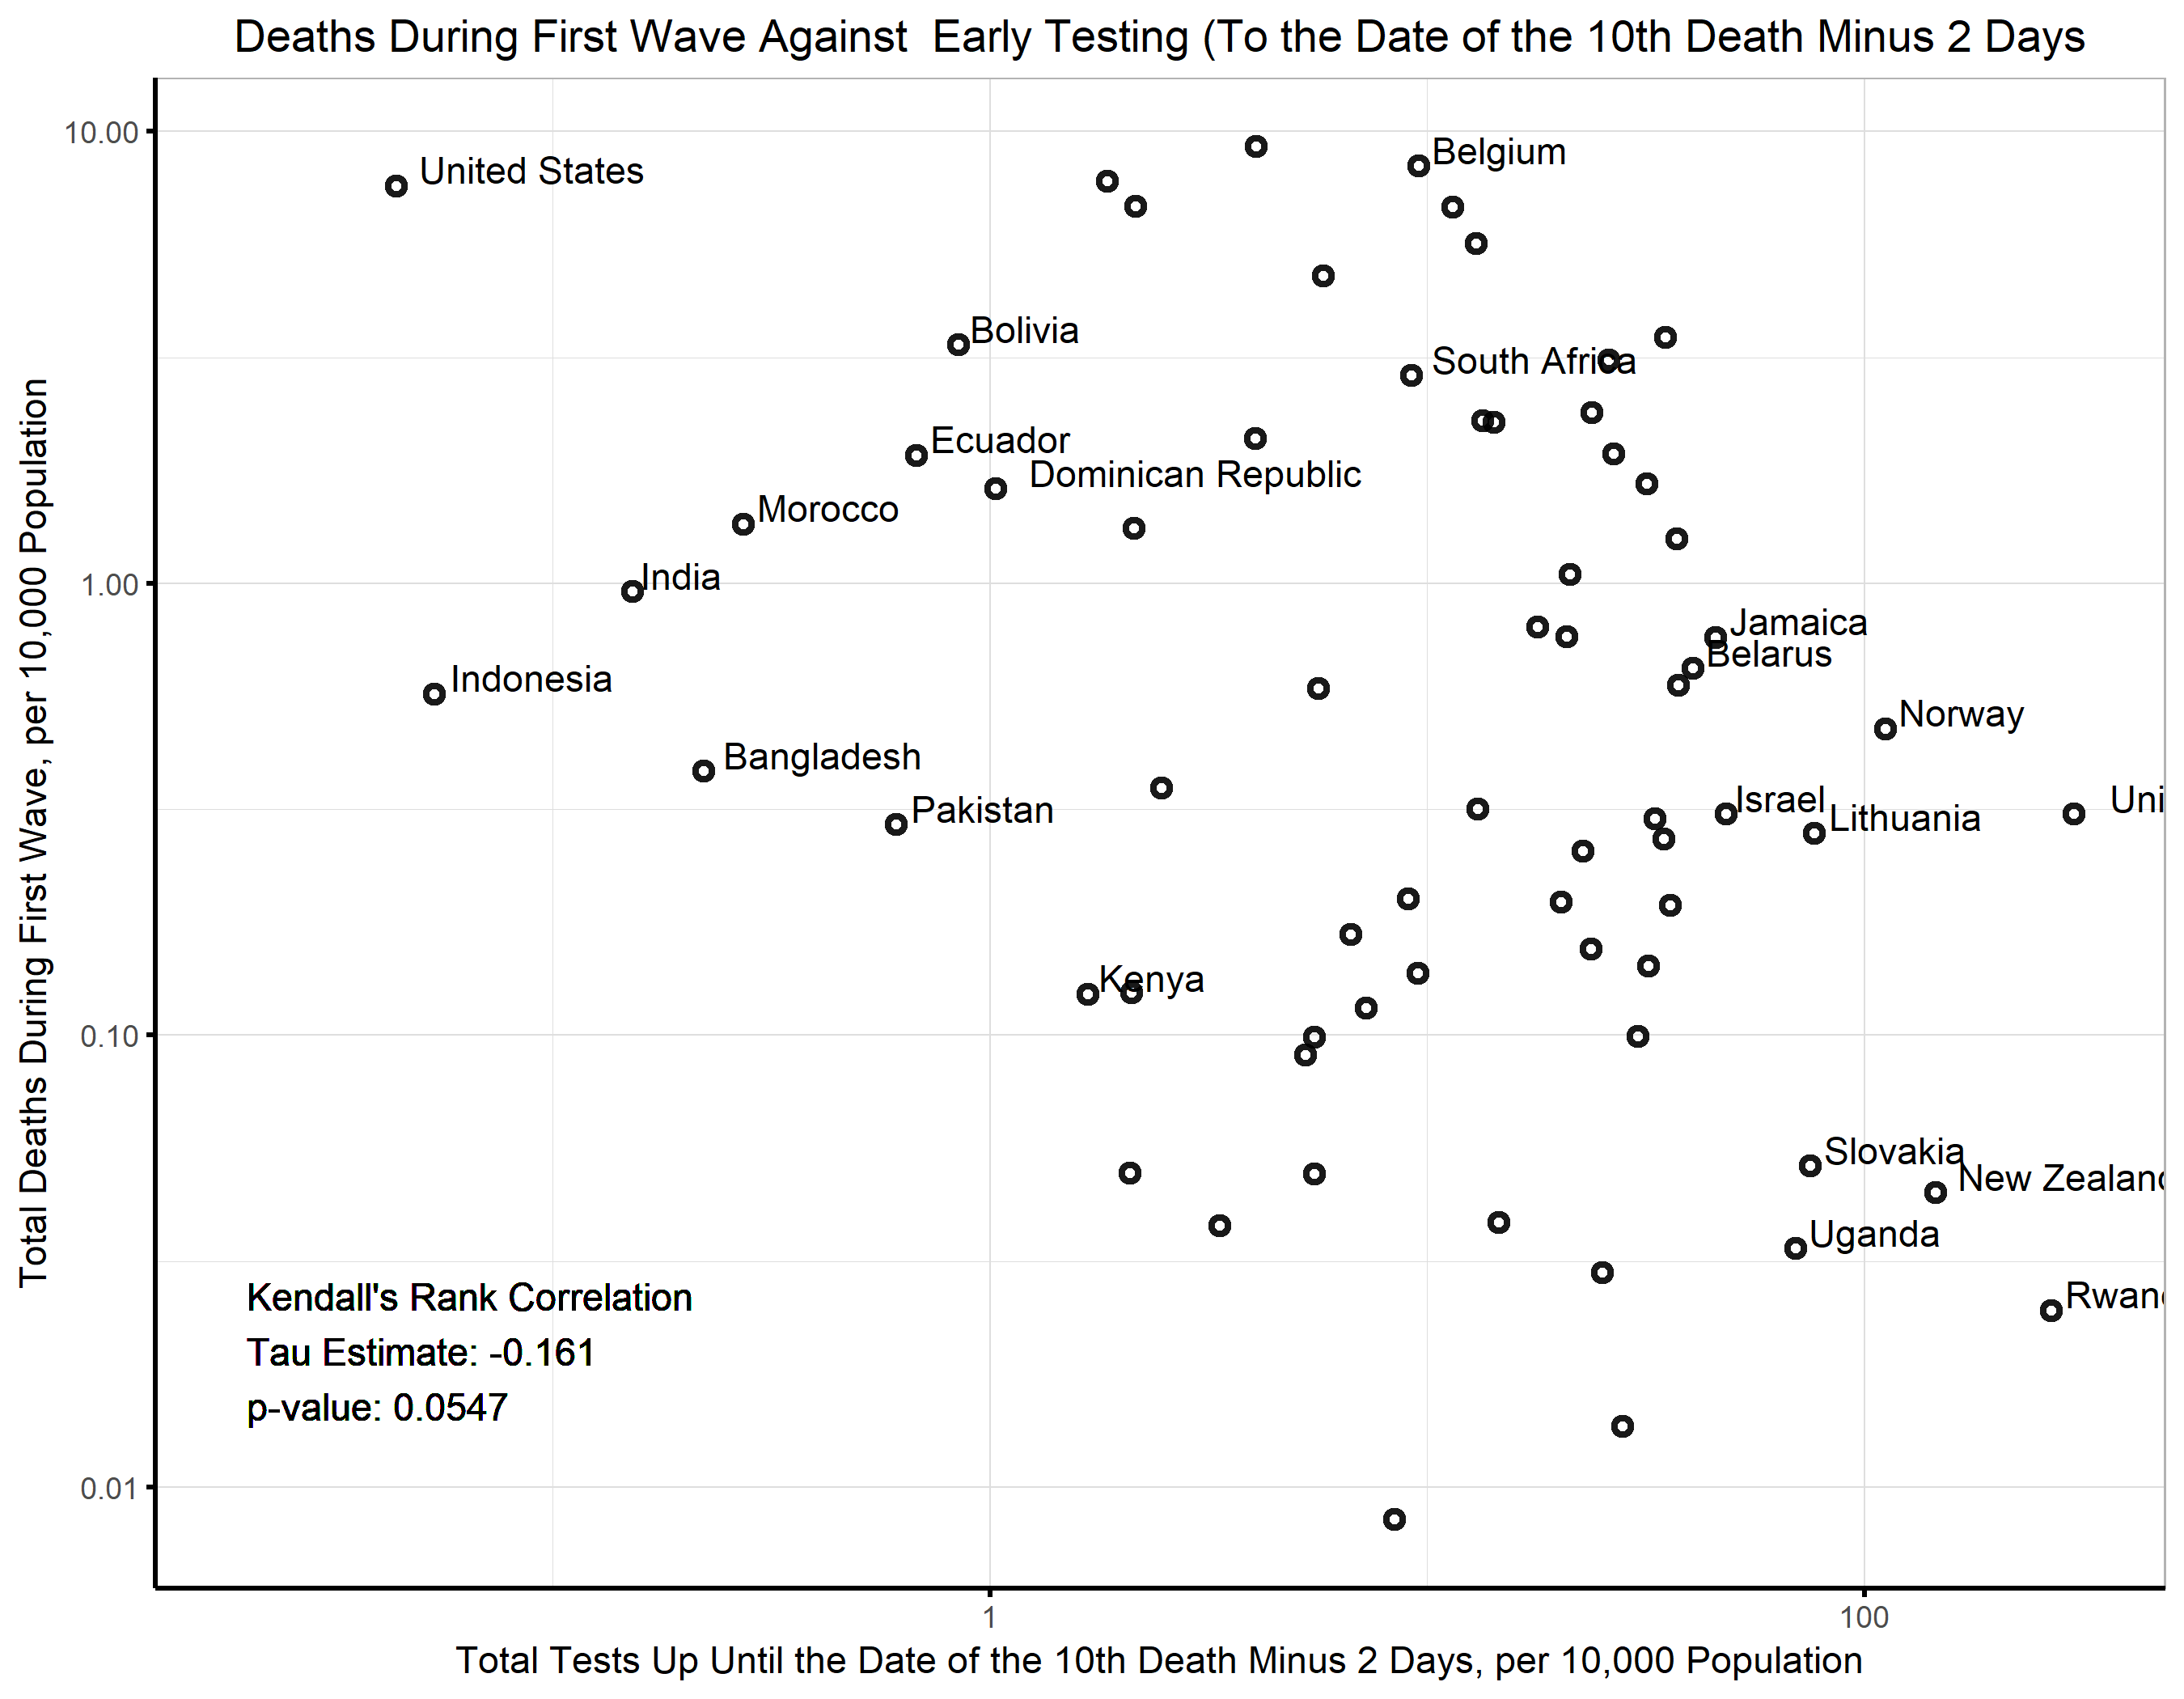 Deaths During First Wave Against  Early Testing (To the Date of the 10th Death Minus 2 Days
Total Deaths During First Wave, per 10,000 Population
10.00
1.00
0.10
0.01
United States
Belgium
Bolivia
South Africa
Ecuador
Dominican Republic
Morocco
India
Jamaica
Belarus
Indonesia
Norway
Bangladesh
Israel
Uni
Pakistan
Lithuania
Kenya
Slovakia
New Zealand
Uganda
Rwan
Kendall's Rank Correlation
Tau Estimate: -0.161
p-value: 0.0547
1
100
Total Tests Up Until the Date of the 10th Death Minus 2 Days, per 10,000 Population